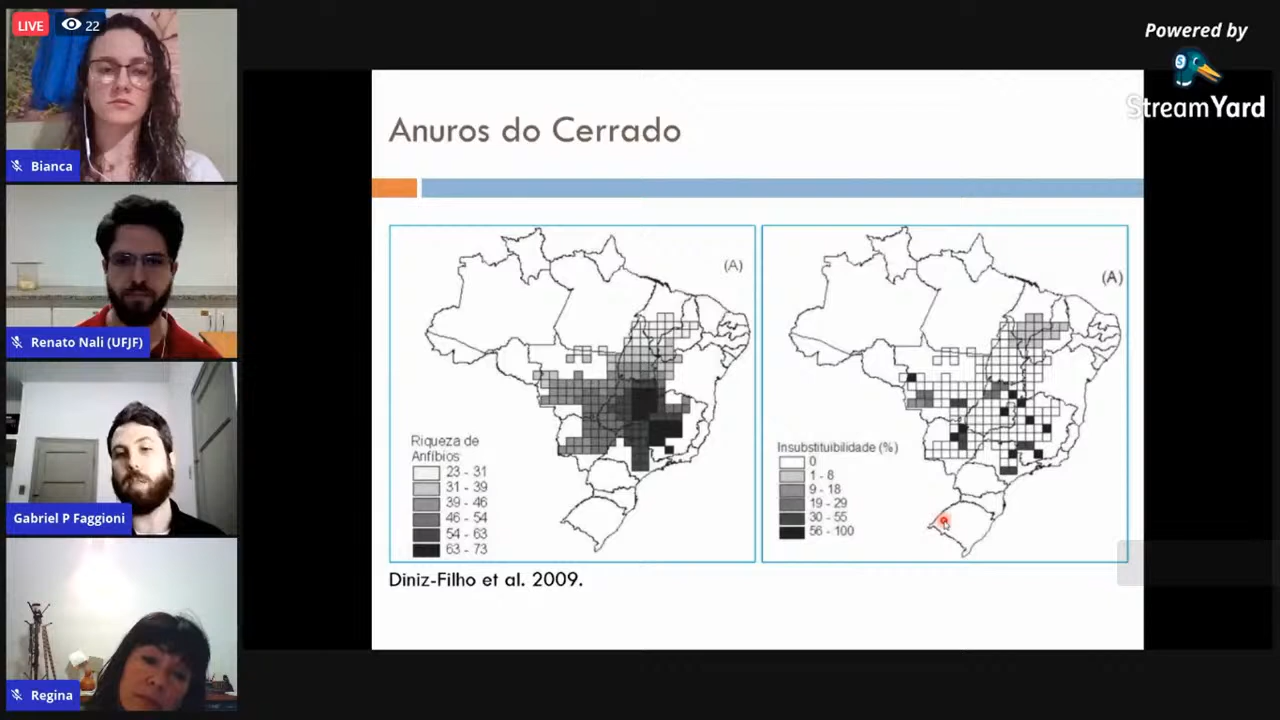 LIVE 22
Bianca
Renato Nali (UFJF)
Gabriel P Faggioni
Regina
Powered by
StreamYard
Anuros do Cerrado
(A)
Riqueza de
Anfíbios
23 - 31
31 - 39
39 - 46
46 - 54
54 - 63
63 - 73
(A)
Insubstituibilidade (%)
0
1 - 8
9 - 18
19 - 29
30 - 55
56 - 100
Diniz-Filho et al. 2009.